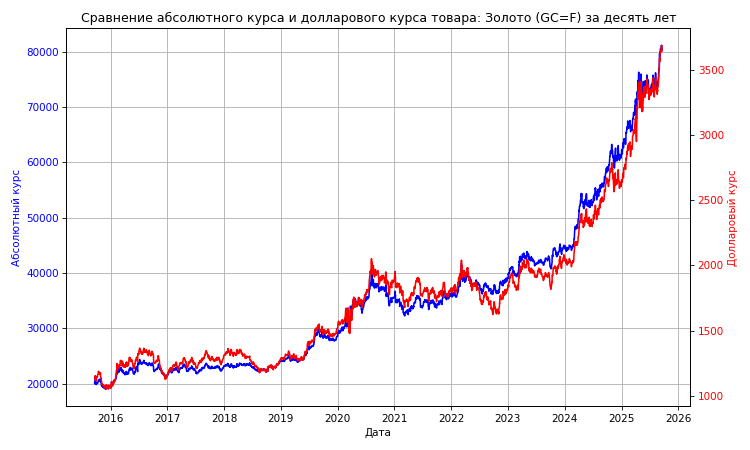 Сравнение абсолютного курса и долларового курса товара: Золото (GC=F) за десять лет
Абсолютный курс
80000
70000
60000
50000
40000
30000
20000
3500
3000
2500
2000
1500
1000
Долларовый курс
2016 2017 2018 2019 2020 2021 2022 2023 2024 2025 2026
Дата